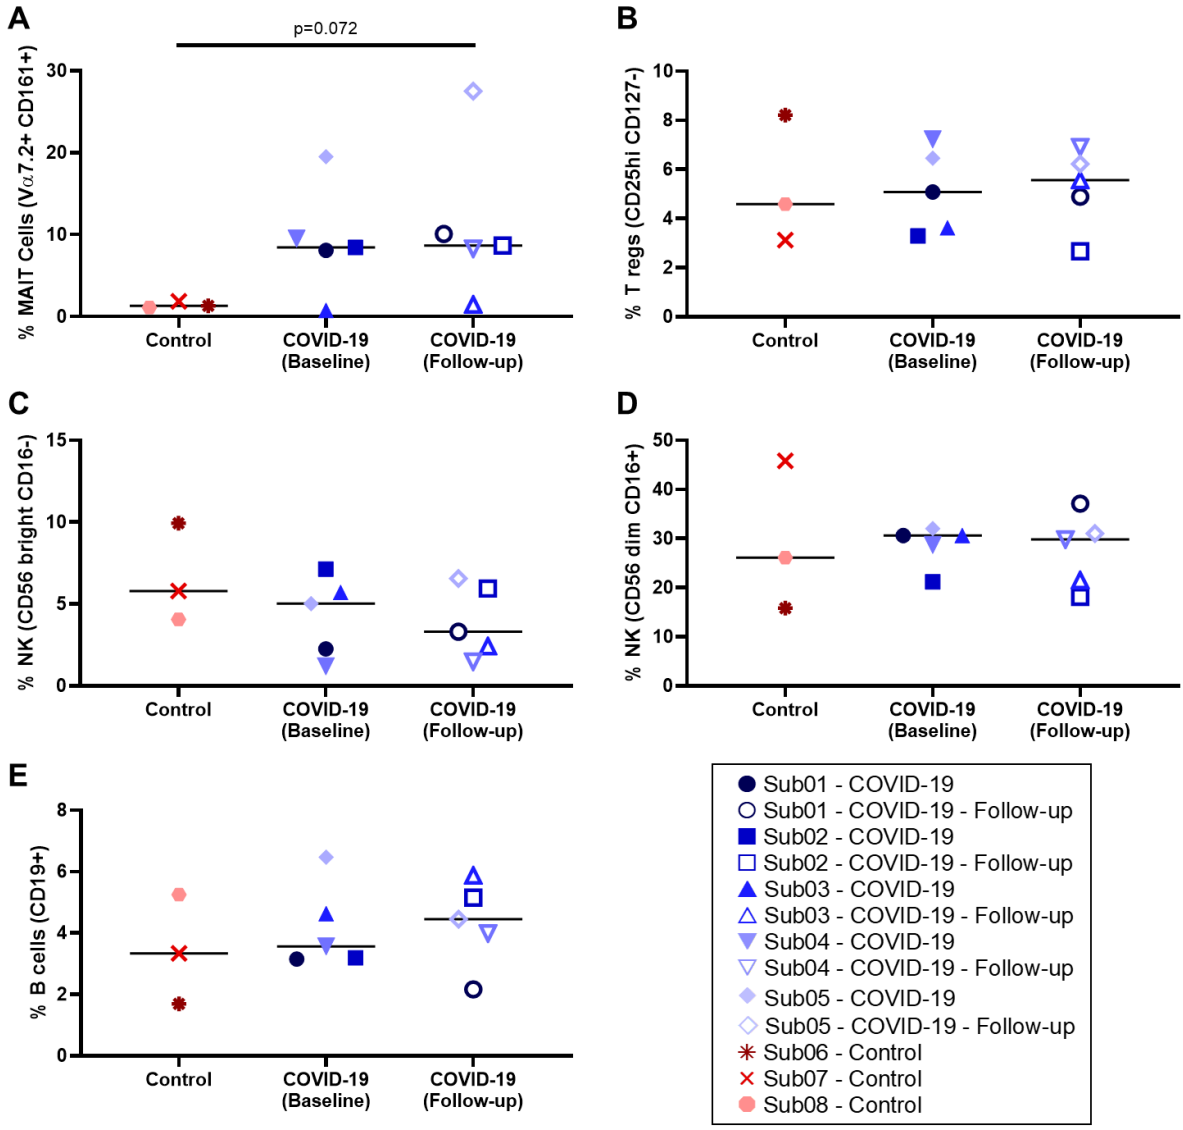 A
p=0.072
% MAIT Cells (Vα7.2+ CD161+)
30
20
10
0
Control
COVID-19
(Baseline)
COVID-19
(Follow-up)
B
% T regs (CD25hi CD127-)
10
8
6
4
2
0
Control
COVID-19
(Baseline)
COVID-19
(Follow-up)
C
% NK (CD56 bright CD16-)
15
10
5
0
Control
COVID-19
(Baseline)
COVID-19
(Follow-up)
D
% NK (CD56 dim CD16+)
50
40
30
20
10
0
Control
COVID-19
(Baseline)
COVID-19
(Follow-up)
E
% B cells (CD19+)
8
6
4
2
0
Control
COVID-19
(Baseline)
COVID-19
(Follow-up)
Sub01 - COVID-19
Sub01 - COVID-19 - Follow-up
Sub02 - COVID-19
Sub02 - COVID-19 - Follow-up
Sub03 - COVID-19
Sub03 - COVID-19 - Follow-up
Sub04 - COVID-19
Sub04 - COVID-19 - Follow-up
Sub05 - COVID-19
Sub05 - COVID-19 - Follow-up
Sub06 - Control
Sub07 - Control
Sub08 - Control